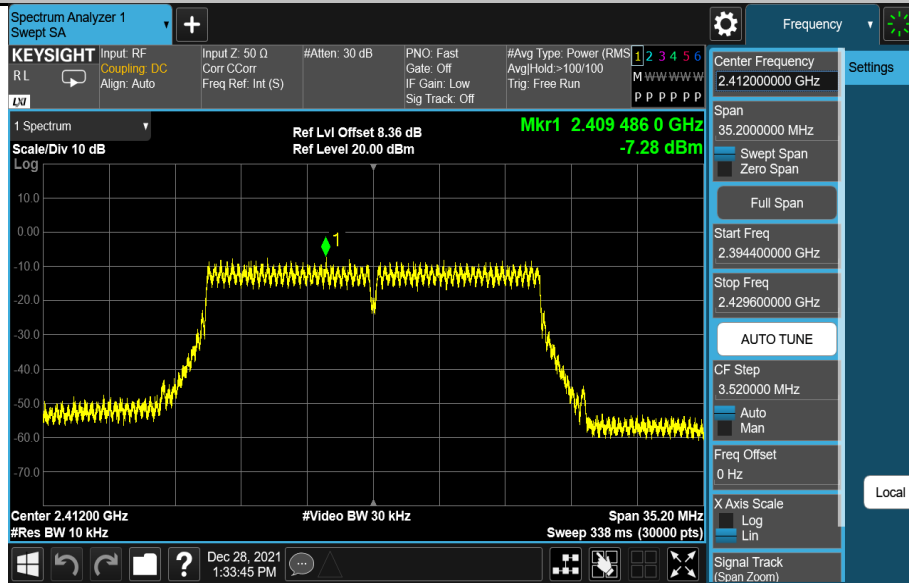 Spectrum Analyzer 1
Swept SA
+
Frequency
KEYSIGHT
RL
LXI
Input: RF
Coupling: DC
Align: Auto
Input Z: 50 Ω
Corr CCorr
Freq Ref: Int (S)
#Atten: 30 dB
PNO: Fast
Gate: Off
IF Gain: Low
Sig Track: Off
#Avg Type: Power (RMS
Avg|Hold:>100/100
Trig: Free Run
1 2 3 4 5 6
M W W W W W
P P P P P P
1 Spectrum
Scale/Div 10 dB
Log
Ref Lvl Offset 8.36 dB
Ref Level 20.00 dBm
Mkr1 2.409 486 0 GHz
-7.28 dBm
10.0
0.00
-10.0
-20.0
-30.0
-40.0
-50.0
-60.0
-70.0
1
Center 2.41200 GHz
#Res BW 10 kHz
#Video BW 30 kHz
Span 35.20 MHz
Sweep 338 ms (30000 pts)
Center Frequency
2.412000000 GHz
Span
35.2000000 MHz
Swept Span
Zero Span
Full Span
Start Freq
2.394400000 GHz
Stop Freq
2.429600000 GHz
AUTO TUNE
CF Step
3.520000 MHz
Auto
Man
Freq Offset
0 Hz
X Axis Scale
Log
Lin
Signal Track
(Span Zoom)
Settings
Local
?
Dec 28, 2021
1:33:45 PM